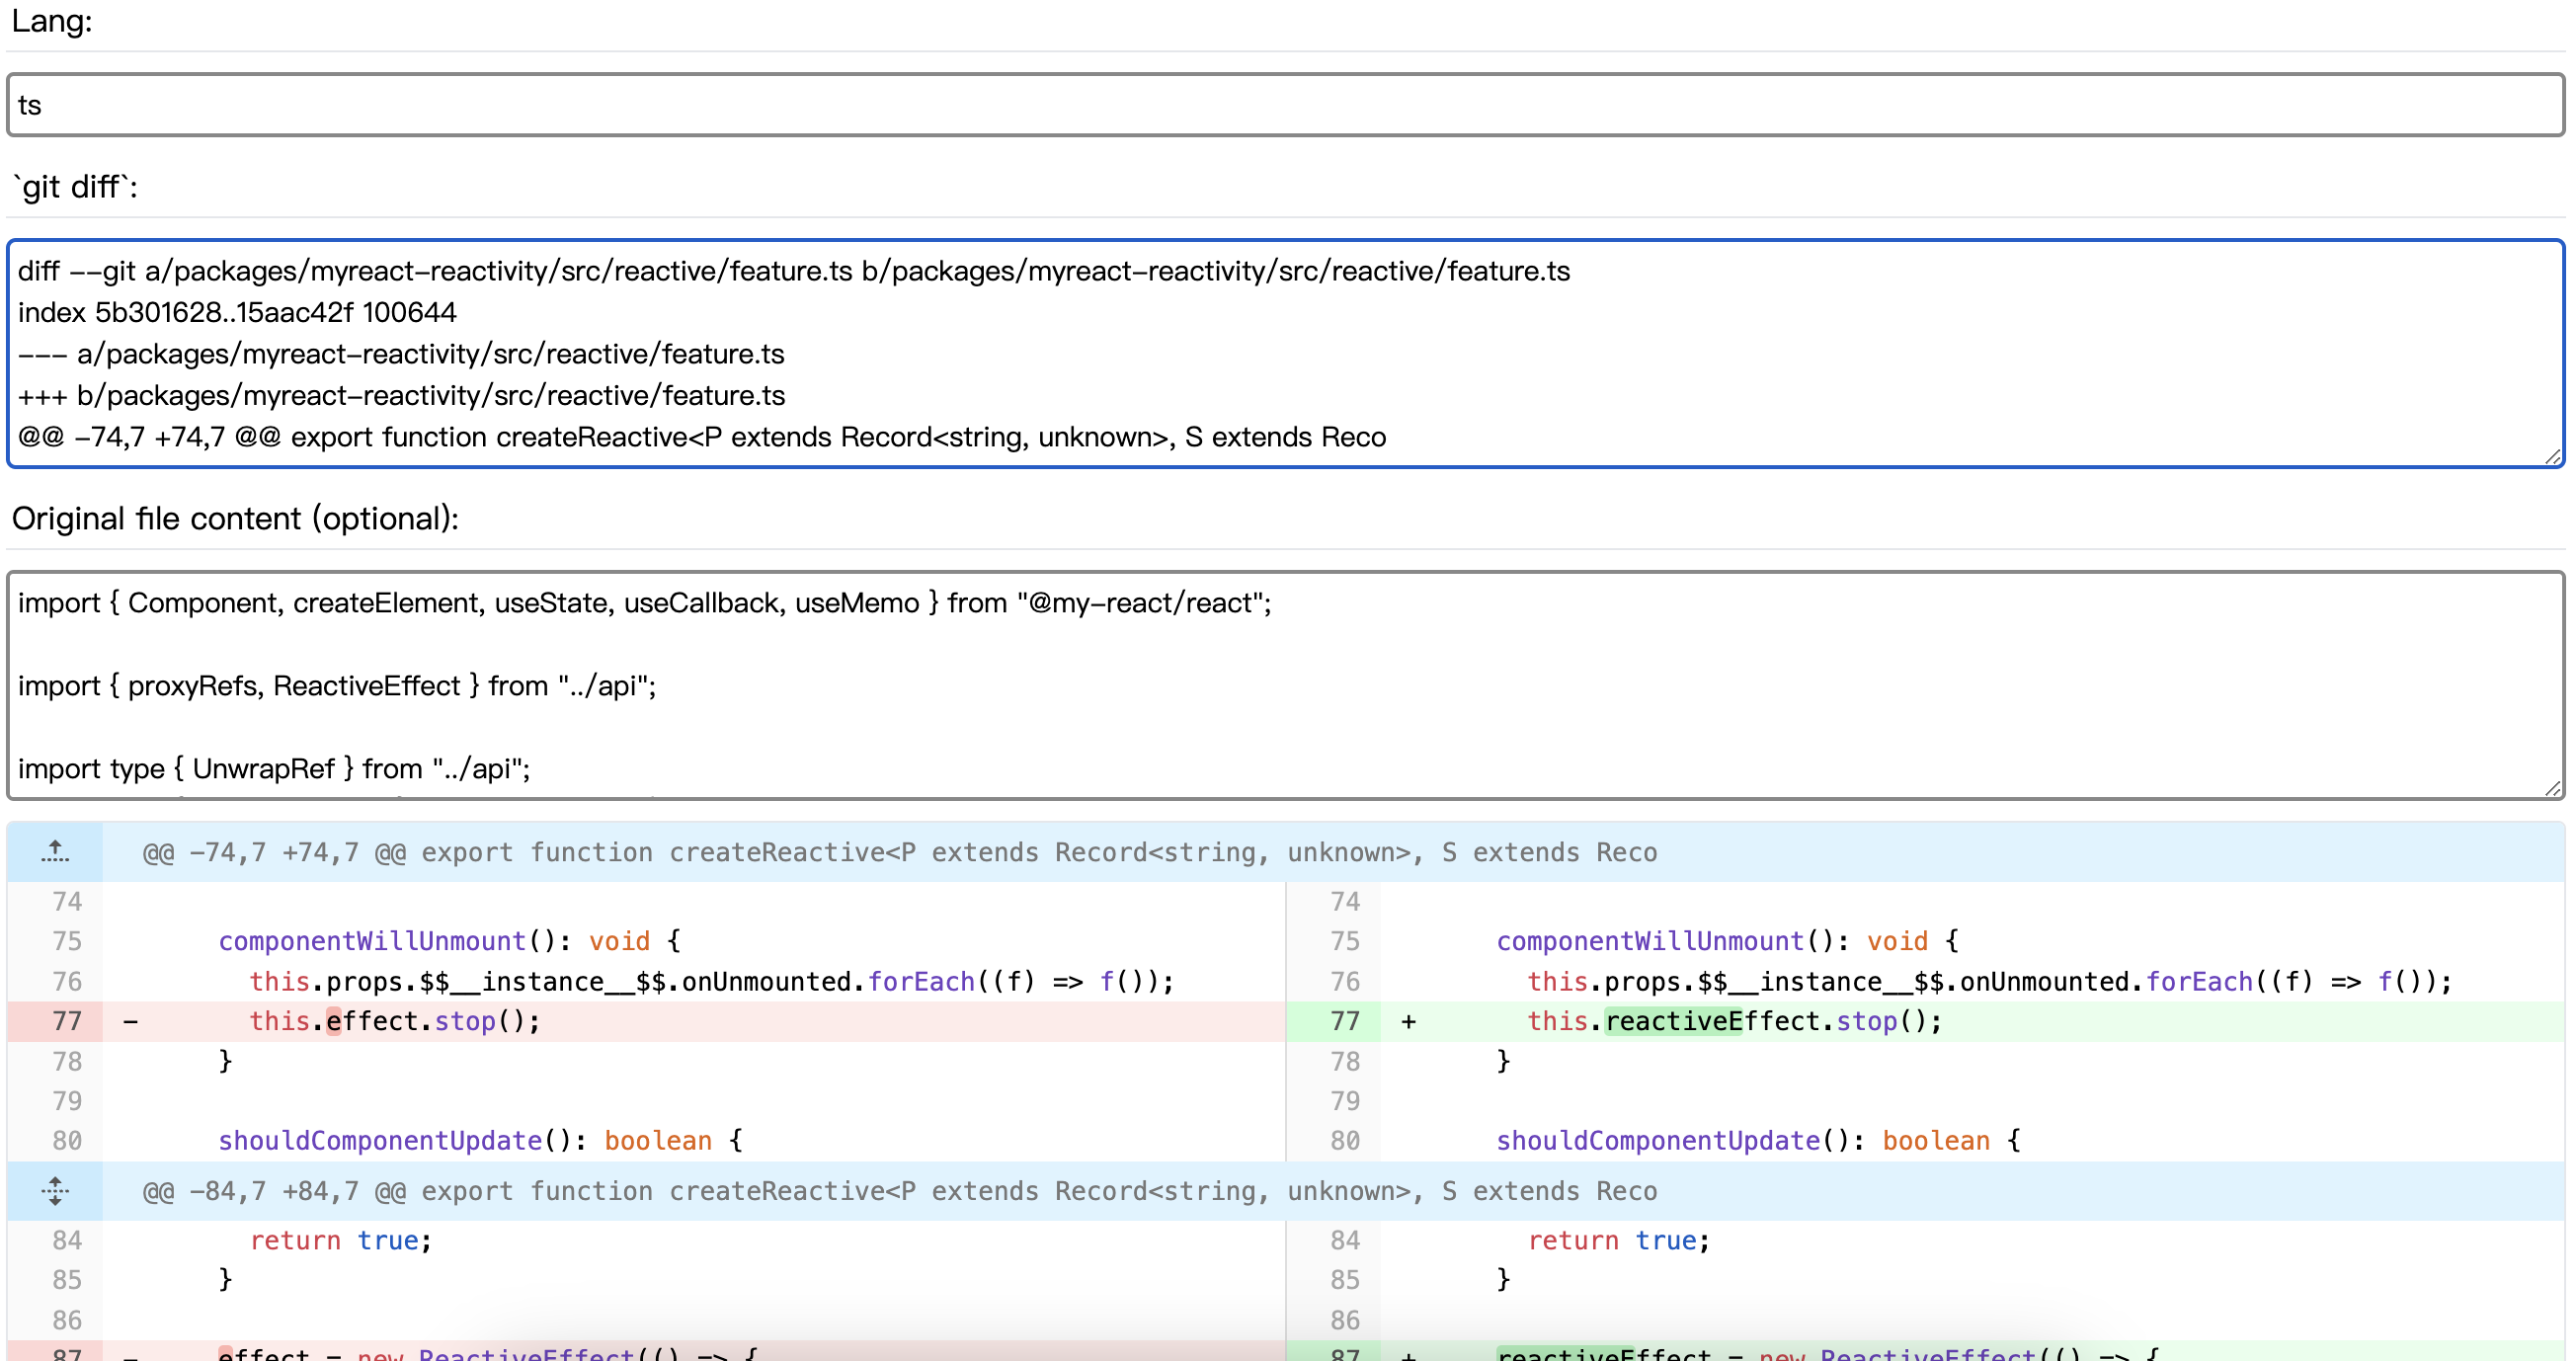 Lang:
ts
`git diff`:
diff --git a/packages/myreact-reactivity/src/reactive/feature.ts b/packages/myreact-reactivity/src/reactive/feature.ts
index 5b301628..15aac42f 100644
--- a/packages/myreact-reactivity/src/reactive/feature.ts
+++ b/packages/myreact-reactivity/src/reactive/feature.ts
@@ -74,7 +74,7 @@ export function createReactive<P extends Record<string, unknown>, S extends Reco
Original file content (optional):
import { Component, createElement, useState, useCallback, useMemo } from "@my-react/react";
import { proxyRefs, ReactiveEffect } from "../api";
import type { UnwrapRef } from "../api";
@@ -74,7 +74,7 @@ export function createReactive<P extends Record<string, unknown>, S extends Reco
74 74
75 componentWillUnmount(): void { 75 componentWillUnmount(): void {
76 this.props.$$__instance__$$.onUnmounted.forEach((f) => f()); 76 this.props.$$__instance__$$.onUnmounted.forEach((f) => f());
77 - this.effect.stop(); 77 + this.reactiveEffect.stop();
78 } 78 }
79 79
80 shouldComponentUpdate(): boolean { 80 shouldComponentUpdate(): boolean {
@@ -84,7 +84,7 @@ export function createReactive<P extends Record<string, unknown>, S extends Reco
84 return true; 84 return true;
85 } 85 }
86 86
87 - effect = new ReactiveEffect(() => { 87 + reactiveEffect = new ReactiveEffect(() => {